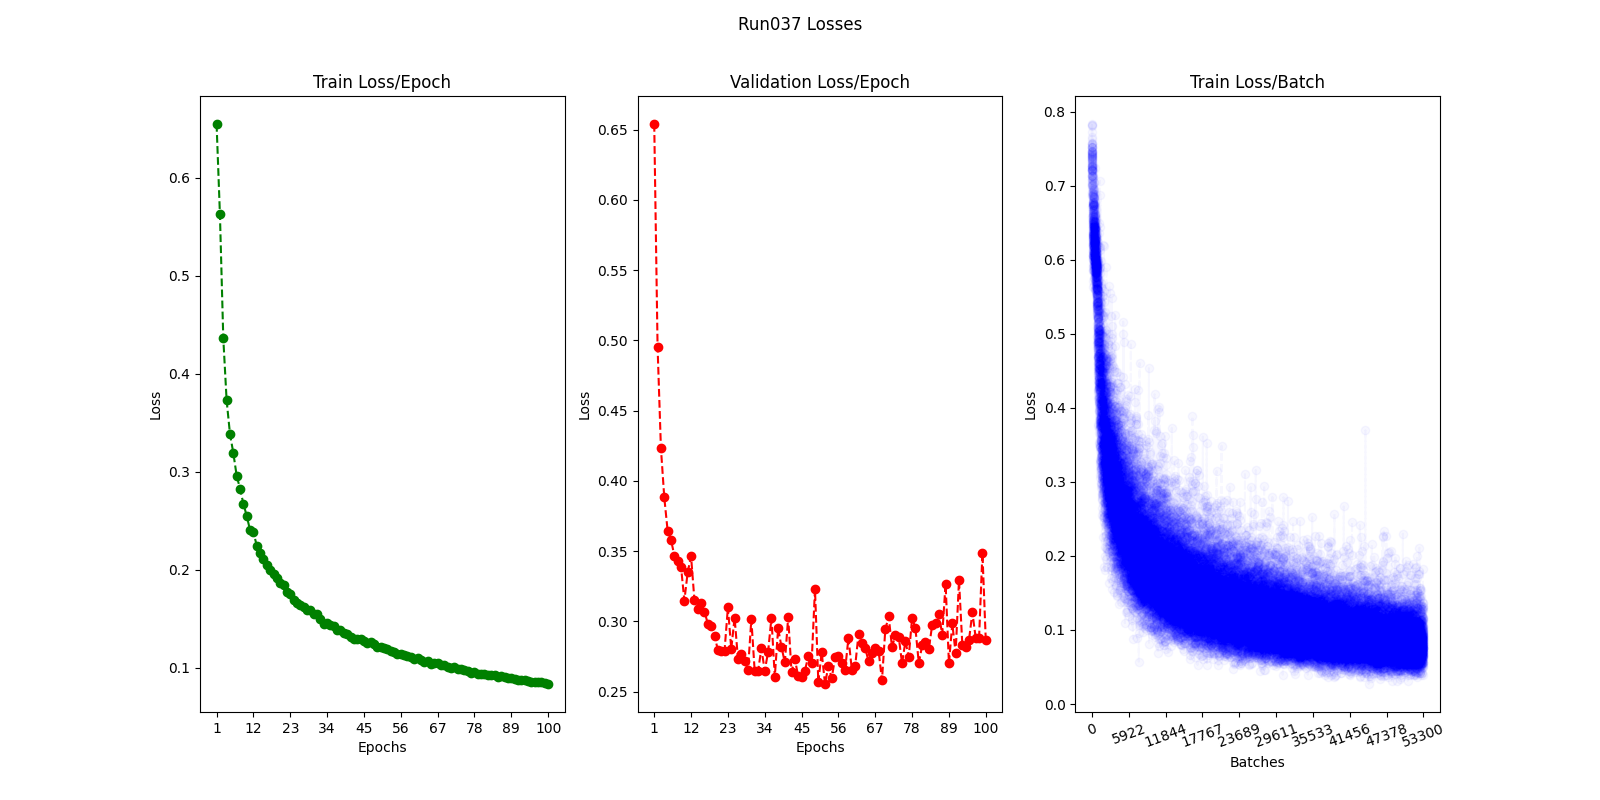 Run037 Losses
Train Loss/Epoch
Loss
0.6
0.5
0.4
0.3
0.2
0.1
1 12 23 34 45 56 67 78 89 100
Epochs
Validation Loss/Epoch
Loss
0.65
0.60
0.55
0.50
0.45
0.40
0.35
0.30
0.25
1 12 23 34 45 56 67 78 89 100
Epochs
Train Loss/Batch
Loss
0.8
0.7
0.6
0.5
0.4
0.3
0.2
0.1
0.0
0 5922 11844 17767 23689 29611 35533 41456 47378 53300
Batches